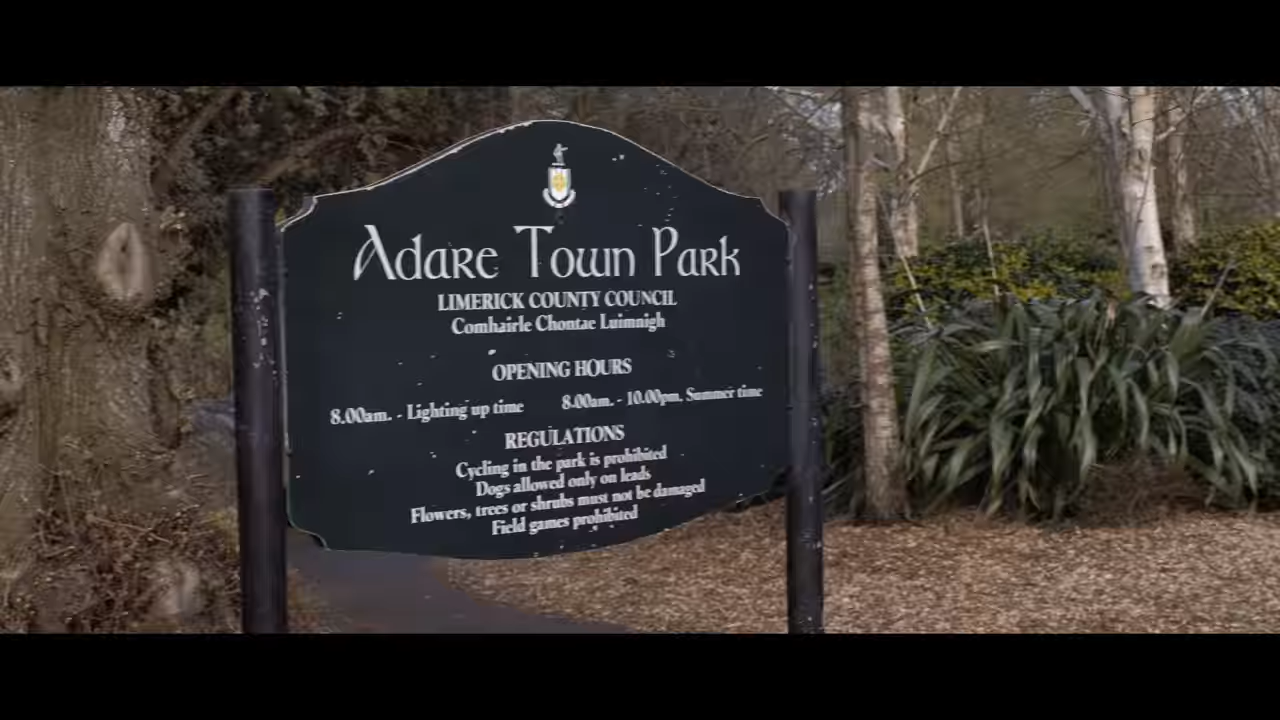 Adare Town Park
LIMERICK COUNTY COUNCIL
Comhairle Chontae Luimnigh
OPENING HOURS
8.00am. - Lighting up time 8.00am. - 10.00pm. Summer time
REGULATIONS
Cycling in the park is prohibited
Dogs allowed only on leads
Flowers, trees or shrubs must not be damaged
Field games prohibited